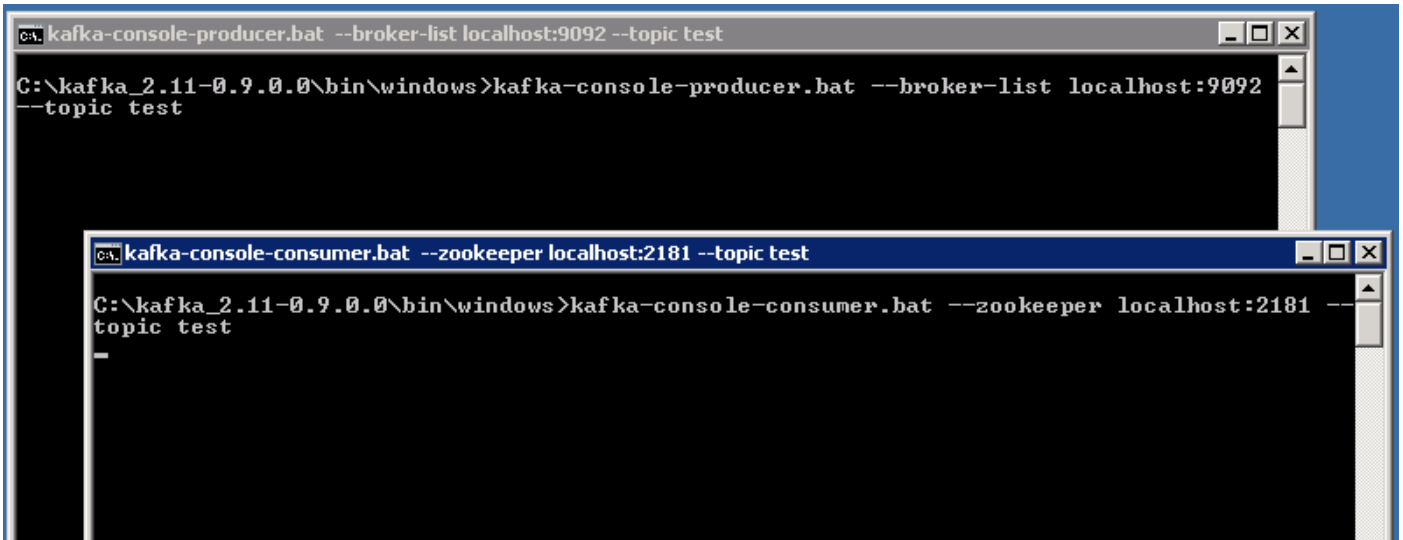 kafka-console-producer.bat --broker-list localhost:9092 --topic test
C:\kafka_2.11-0.9.0.0\bin\windows>kafka-console-producer.bat --broker-list localhost:9092
--topic test
kafka-console-consumer.bat --zookeeper localhost:2181 --topic test
C:\kafka_2.11-0.9.0.0\bin\windows>kafka-console-consumer.bat --zookeeper localhost:2181 --
topic test